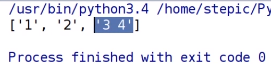 /usr/bin/python3.4 /home/stepic/Py
['1', '2', '3 4']
Process finished with exit code 0